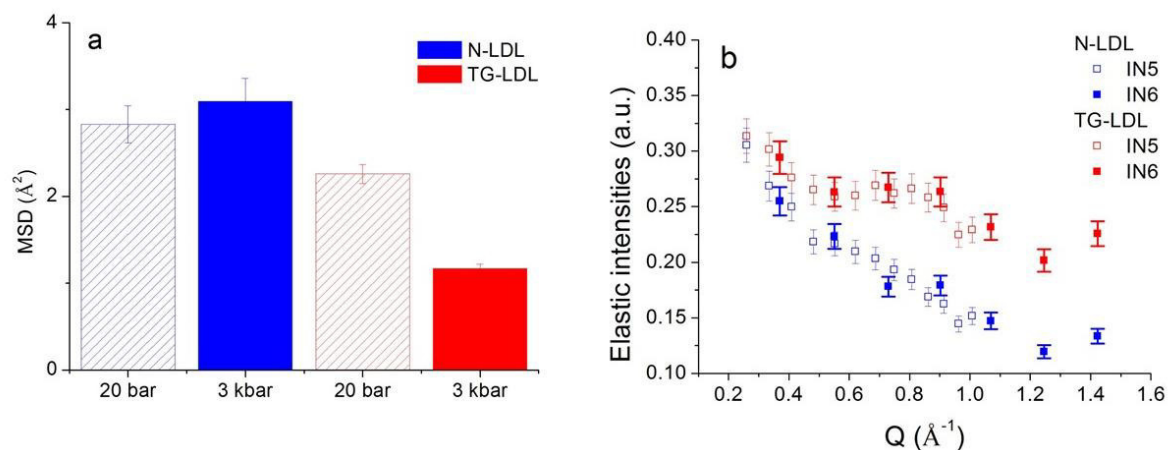 a
N-LDL
TG-LDL
MSD (Å²)
4
2
0
20 bar 3 kbar 20 bar 3 kbar
b
N-LDL
IN5
IN6
TG-LDL
IN5
IN6
Elastic intensities (a.u.)
0.40
0.35
0.30
0.25
0.20
0.15
0.10
0.2 0.4 0.6 0.8 1.0 1.2 1.4 1.6
Q (Å⁻¹)